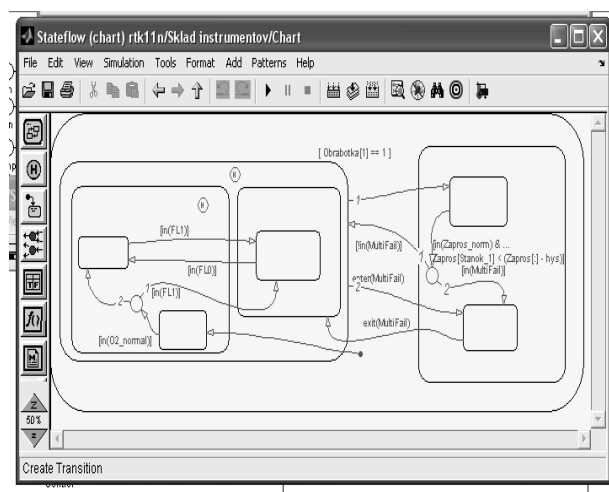 Stateflow (chart) rtk11n/Sklad instrumentov/Chart
File Edit View Simulation Tools Format Add Patterns Help
[ Obrabotka[1] == 1 ]
H
H
H
1
[in(FL1)]
[!in(MultiFail)]
1
[in(Zapros_norm) & ...
Zapros[Stanok_1] < (Zapros[:] - hys)]
[in(FL0)]
[in(MultiFail)]
enter(MultiFail)
2
2
1
[in(FL1)]
2
exit(MultiFail)
[in(O2_normal)]
Z
50%
Z
Create Transition